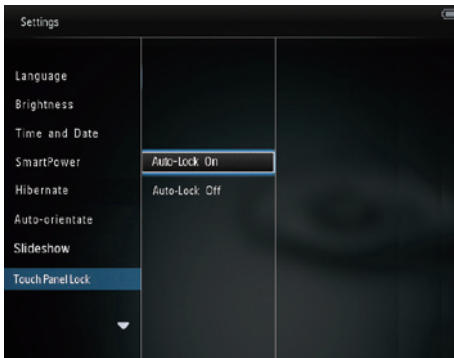 Settings
Language
Brightness
Time and Date
SmartPower
Auto-Lock On
Hibernate
Auto-Lock Off
Auto-orientate
Slideshow
Touch Panel Lock